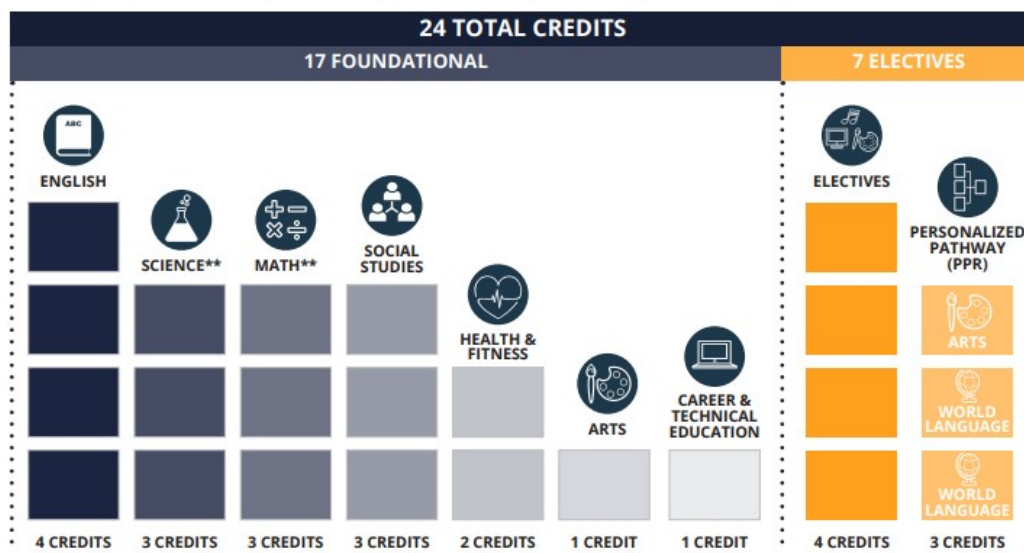 24 TOTAL CREDITS
17 FOUNDATIONAL
7 ELECTIVES
ABC
ENGLISH
SCIENCE**
MATH**
SOCIAL
STUDIES
HEALTH &
FITNESS
ARTS
CAREER &
TECHNICAL
EDUCATION
ELECTIVES
PERSONALIZED
PATHWAY
(PPR)
ARTS
WORLD
LANGUAGE
WORLD
LANGUAGE
4 CREDITS
3 CREDITS
3 CREDITS
3 CREDITS
2 CREDITS
1 CREDIT
1 CREDIT
4 CREDITS
3 CREDITS